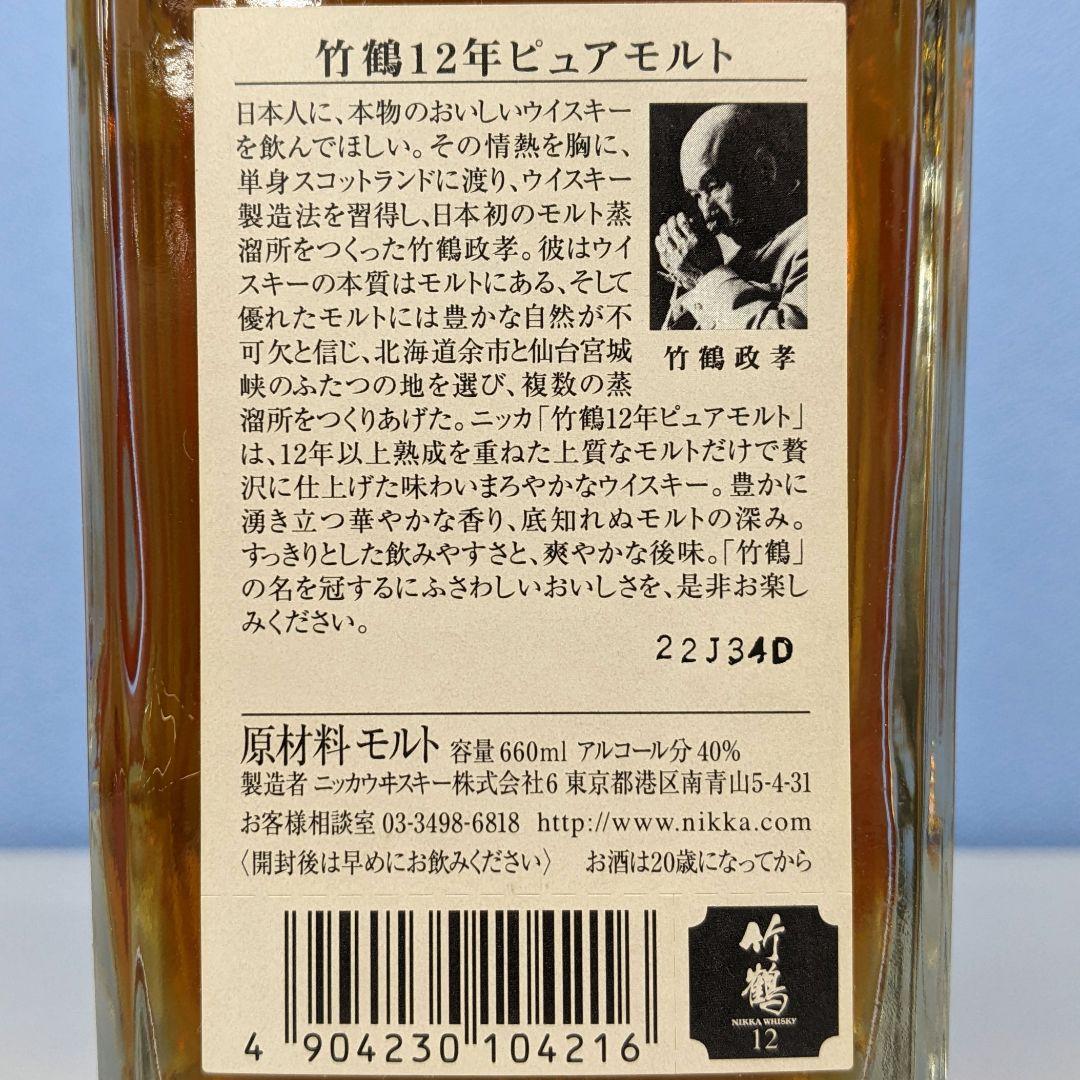 竹鶴12年ピュアモルト
日本人に、本物のおいしいウイスキー
を飲んでほしい。その情熱を胸に、
単身スコットランドに渡り、ウイスキー
製造法を習得し、日本初のモルト蒸
溜所をつくった竹鶴政孝。彼はウイ
スキーの本質はモルトにある、そして
優れたモルトには豊かな自然が不
可欠と信じ、北海道余市と仙台宮城
峡のふたつの地を選び、複数の蒸
溜所をつくりあげた。ニッカ「竹鶴12年ピュアモルト」
は、12年以上熟成を重ねた上質なモルトだけで贅
沢に仕上げた味わいまろやかなウイスキー。豊かに
湧き立つ華やかな香り、底知れぬモルトの深み。
すっきりとした飲みやすさと、爽やかな後味。「竹鶴」
の名を冠するにふさわしいおいしさを、是非お楽し
みください。
竹鶴政孝
22J34D
原材料 モルト 容量660ml アルコール分40%
製造者 ニッカウヰスキー株式会社6 東京都港区南青山5-4-31
お客様相談室 03-3498-6818 http://www.nikka.com
〈開封後は早めにお飲みください〉 お酒は20歳になってから
4 904230 104216
竹鶴
NIKKA WHISKY
12